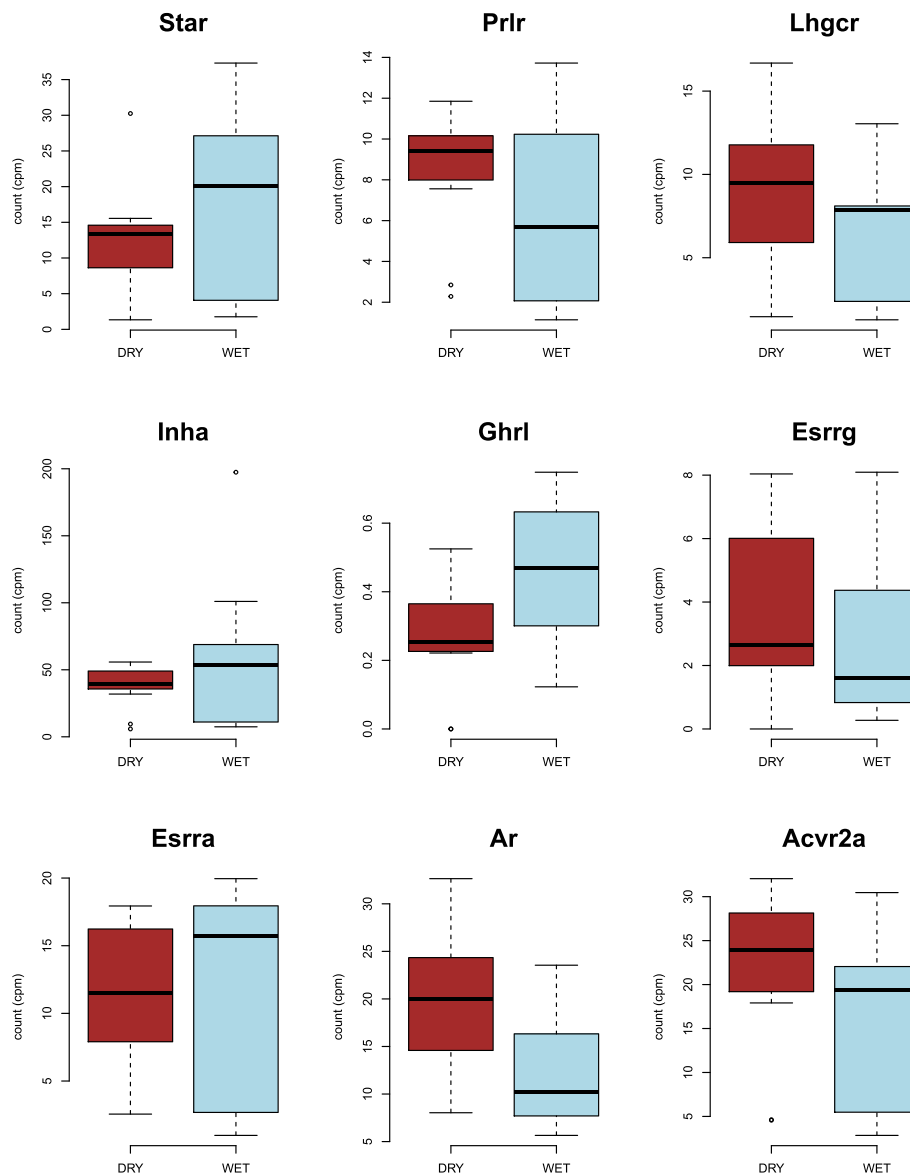 Star
Prlr
Lhgcr
count (cpm)
0 5 10 15 20 25 30 35
DRY WET
count (cpm)
2 4 6 8 10 12 14
DRY WET
count (cpm)
5 10 15
DRY WET
Inha
Ghrl
Esrrg
count (cpm)
0 50 100 150 200
DRY WET
count (cpm)
0.0 0.2 0.4 0.6
DRY WET
count (cpm)
0 2 4 6 8
DRY WET
Esrra
Ar
Acvr2a
count (cpm)
5 10 15 20
DRY WET
count (cpm)
5 10 15 20 25 30
DRY WET
count (cpm)
5 10 15 20 25 30
DRY WET